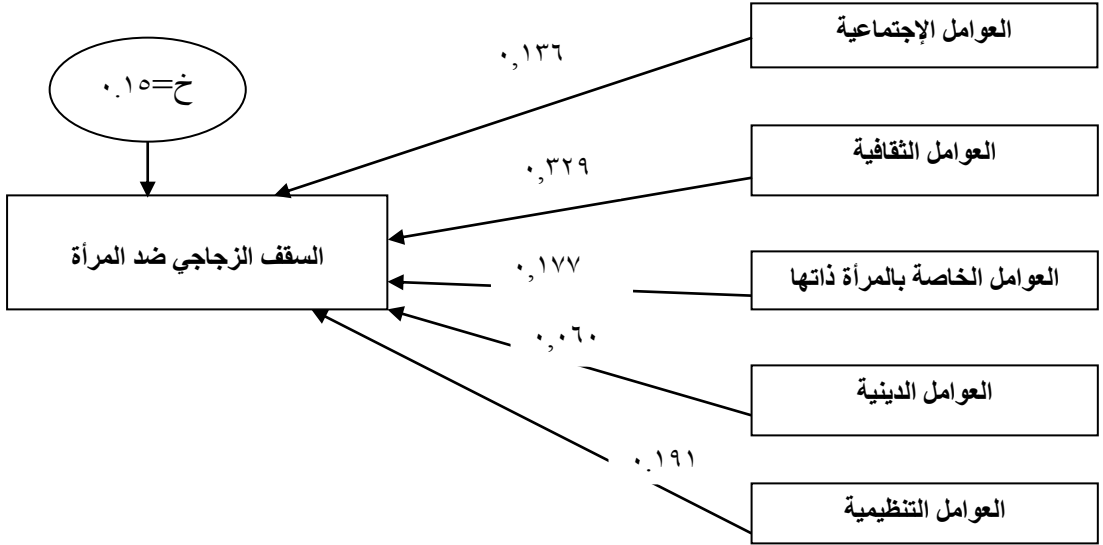 العوامل الإجتماعية
٠,١٣٦
خ=٠.١٥
العوامل الثقافية
٠,٣٢٩
السقف الزجاجي ضد المرأة
العوامل الخاصة بالمرأة ذاتها
٠,١٧٧
٠,٠٦٠
العوامل الدينية
٠.١٩١
العوامل التنظيمية